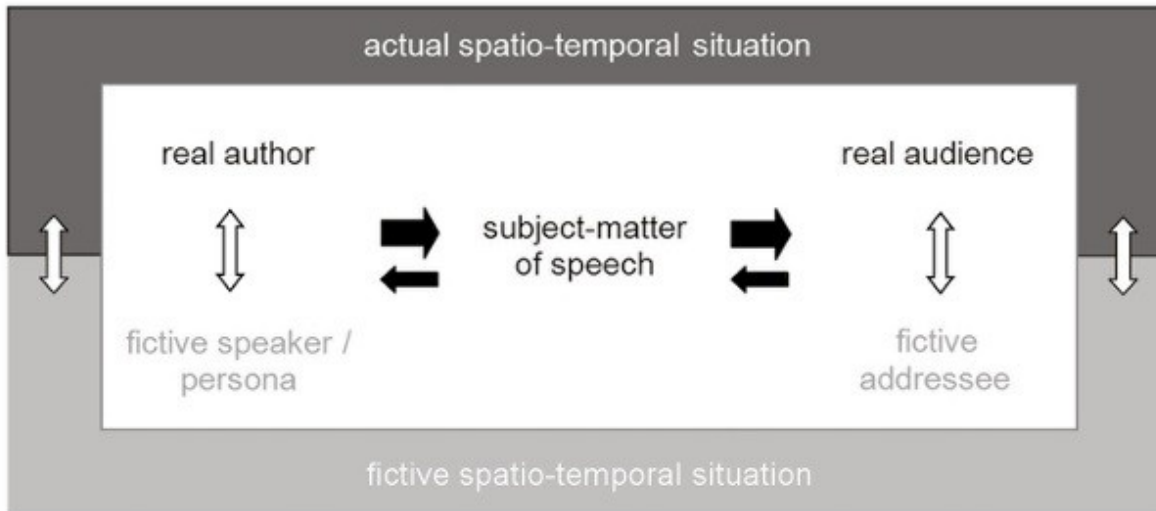 actual spatio-temporal situation
real author
real audience
subject-matter
of speech
fictive speaker /
persona
fictive
addressee
fictive spatio-temporal situation